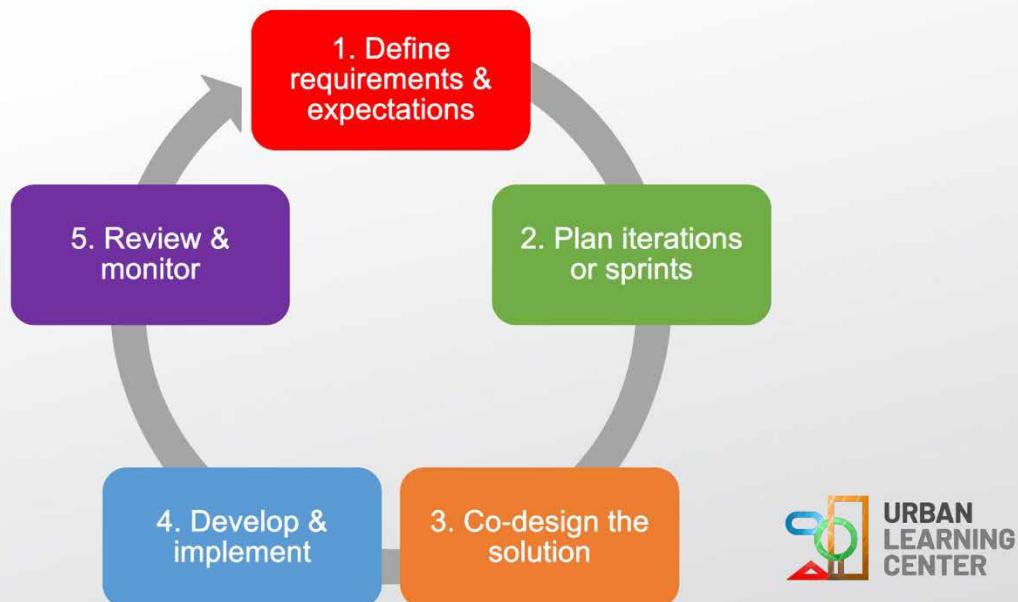 1. Define
requirements &
expectations
2. Plan iterations
or sprints
3. Co-design the
solution
4. Develop &
implement
5. Review &
monitor
URBAN
LEARNING
CENTER